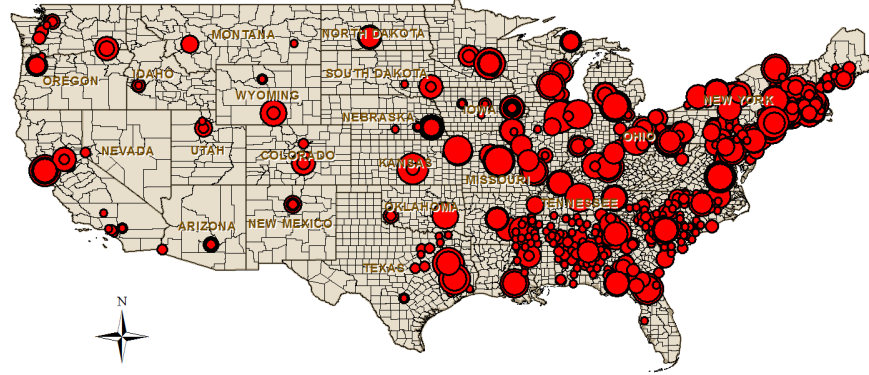 MONTANA
NORTH DAKOTA
OREGON
IDAHO
SOUTH DAKOTA
WYOMING
NEW YORK
IOWA
NEBRASKA
OHIO
NEVADA
UTAH
COLORADO
KANSAS
MISSOURI
TENNESSEE
OKLAHOMA
ARIZONA
NEW MEXICO
TEXAS
N